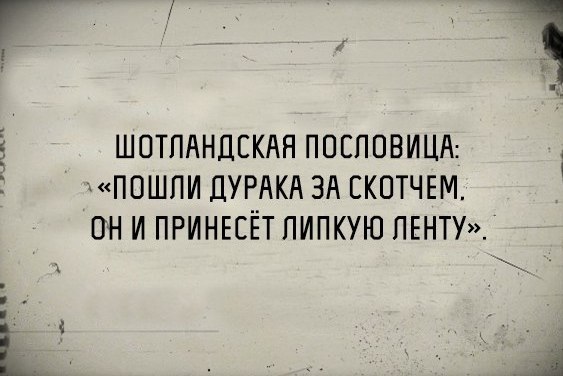 ШОТЛАНДСКАЯ ПОСЛОВИЦА:
«ПОШЛИ ДУРАКА ЗА СКОТЧЕМ,
ОН И ПРИНЕСЁТ ЛИПКУЮ ЛЕНТУ».